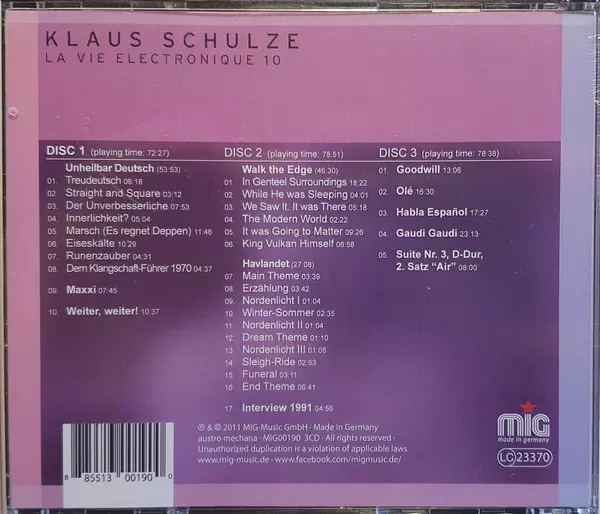 KLAUS SCHULZE
LA VIE ELECTRONIQUE 10
DISC 1 (playing time: 72:27)
Unheilbar Deutsch (53:53)
01. Treudeutsch 06:18
02. Straight and Square 03:12
03. Der Unverbesserliche 07:53
04. Innerlichkeit? 05:04
05. Marsch (Es regnet Deppen) 11:46
06. Eiseskälte 10:29
07. Runenzauber 04:31
08. Dem Klangschaft-Führer 1970 04:37
09. Maxxi 07:45
10. Weiter, weiter! 10:37
DISC 2 (playing time: 78:51)
Walk the Edge (46:30)
01. In Genteel Surroundings 18:22
02. While He was Sleeping 04:01
03. We Saw It. It was There 05:18
04. The Modern World 02:22
05. It was Going to Matter 09:26
06. King Vulkan Himself 06:58
Havlandet (27:08)
07. Main Theme 03:39
08. Erzählung 03:42
09. Nordenlicht I 01:04
10. Winter-Sommer 02:35
11. Nordenlicht II 04:04
12. Dream Theme 01:10
13. Nordenlicht III 01:05
14. Sleigh-Ride 02:53
15. Funeral 03:11
16. End Theme 06:41
17. Interview 1991 04:56
DISC 3 (playing time: 78:38)
01. Goodwill 13:06
02. Olé 16:30
03. Habla Español 17:27
04. Gaudi Gaudi 23:13
05. Suite Nr. 3, D-Dur,
2. Satz "Air" 08:00
℗ & © 2011 MIG-Music GmbH · Made in Germany
austro mechana · MIG00190 3CD · All rights reserved.
Unauthorized duplication is a violation of applicable laws
www.mig-music.de · www.facebook.com/migmusic.de/
8 85513 00190 0
mig
made in germany
LC 23370